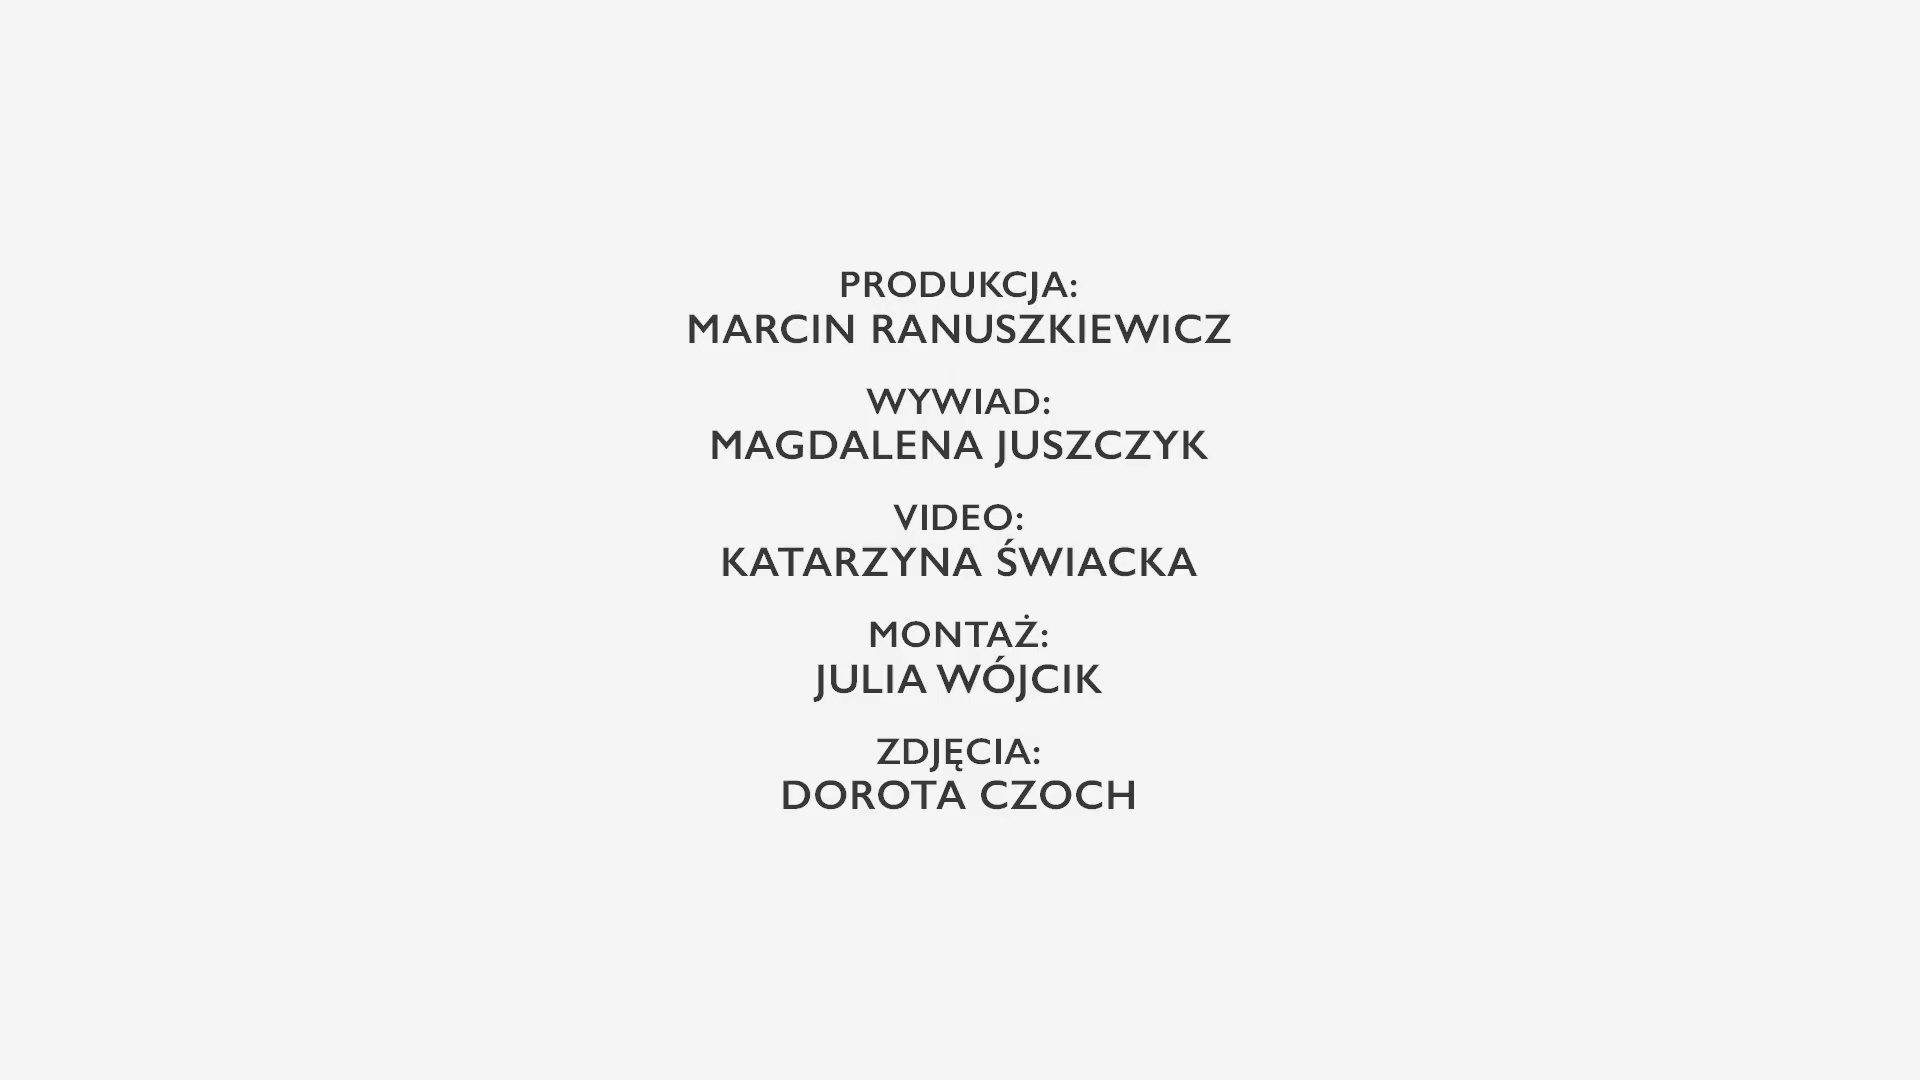 PRODUKCJA:
MARCIN RANUSZKIEWICZ
WYWIAD:
MAGDALENA JUSZCZYK
VIDEO:
KATARZYNA ŚWIACKA
MONTAŻ:
JULIA WÓJCIK
ZDJĘCIA:
DOROTA CZOCH